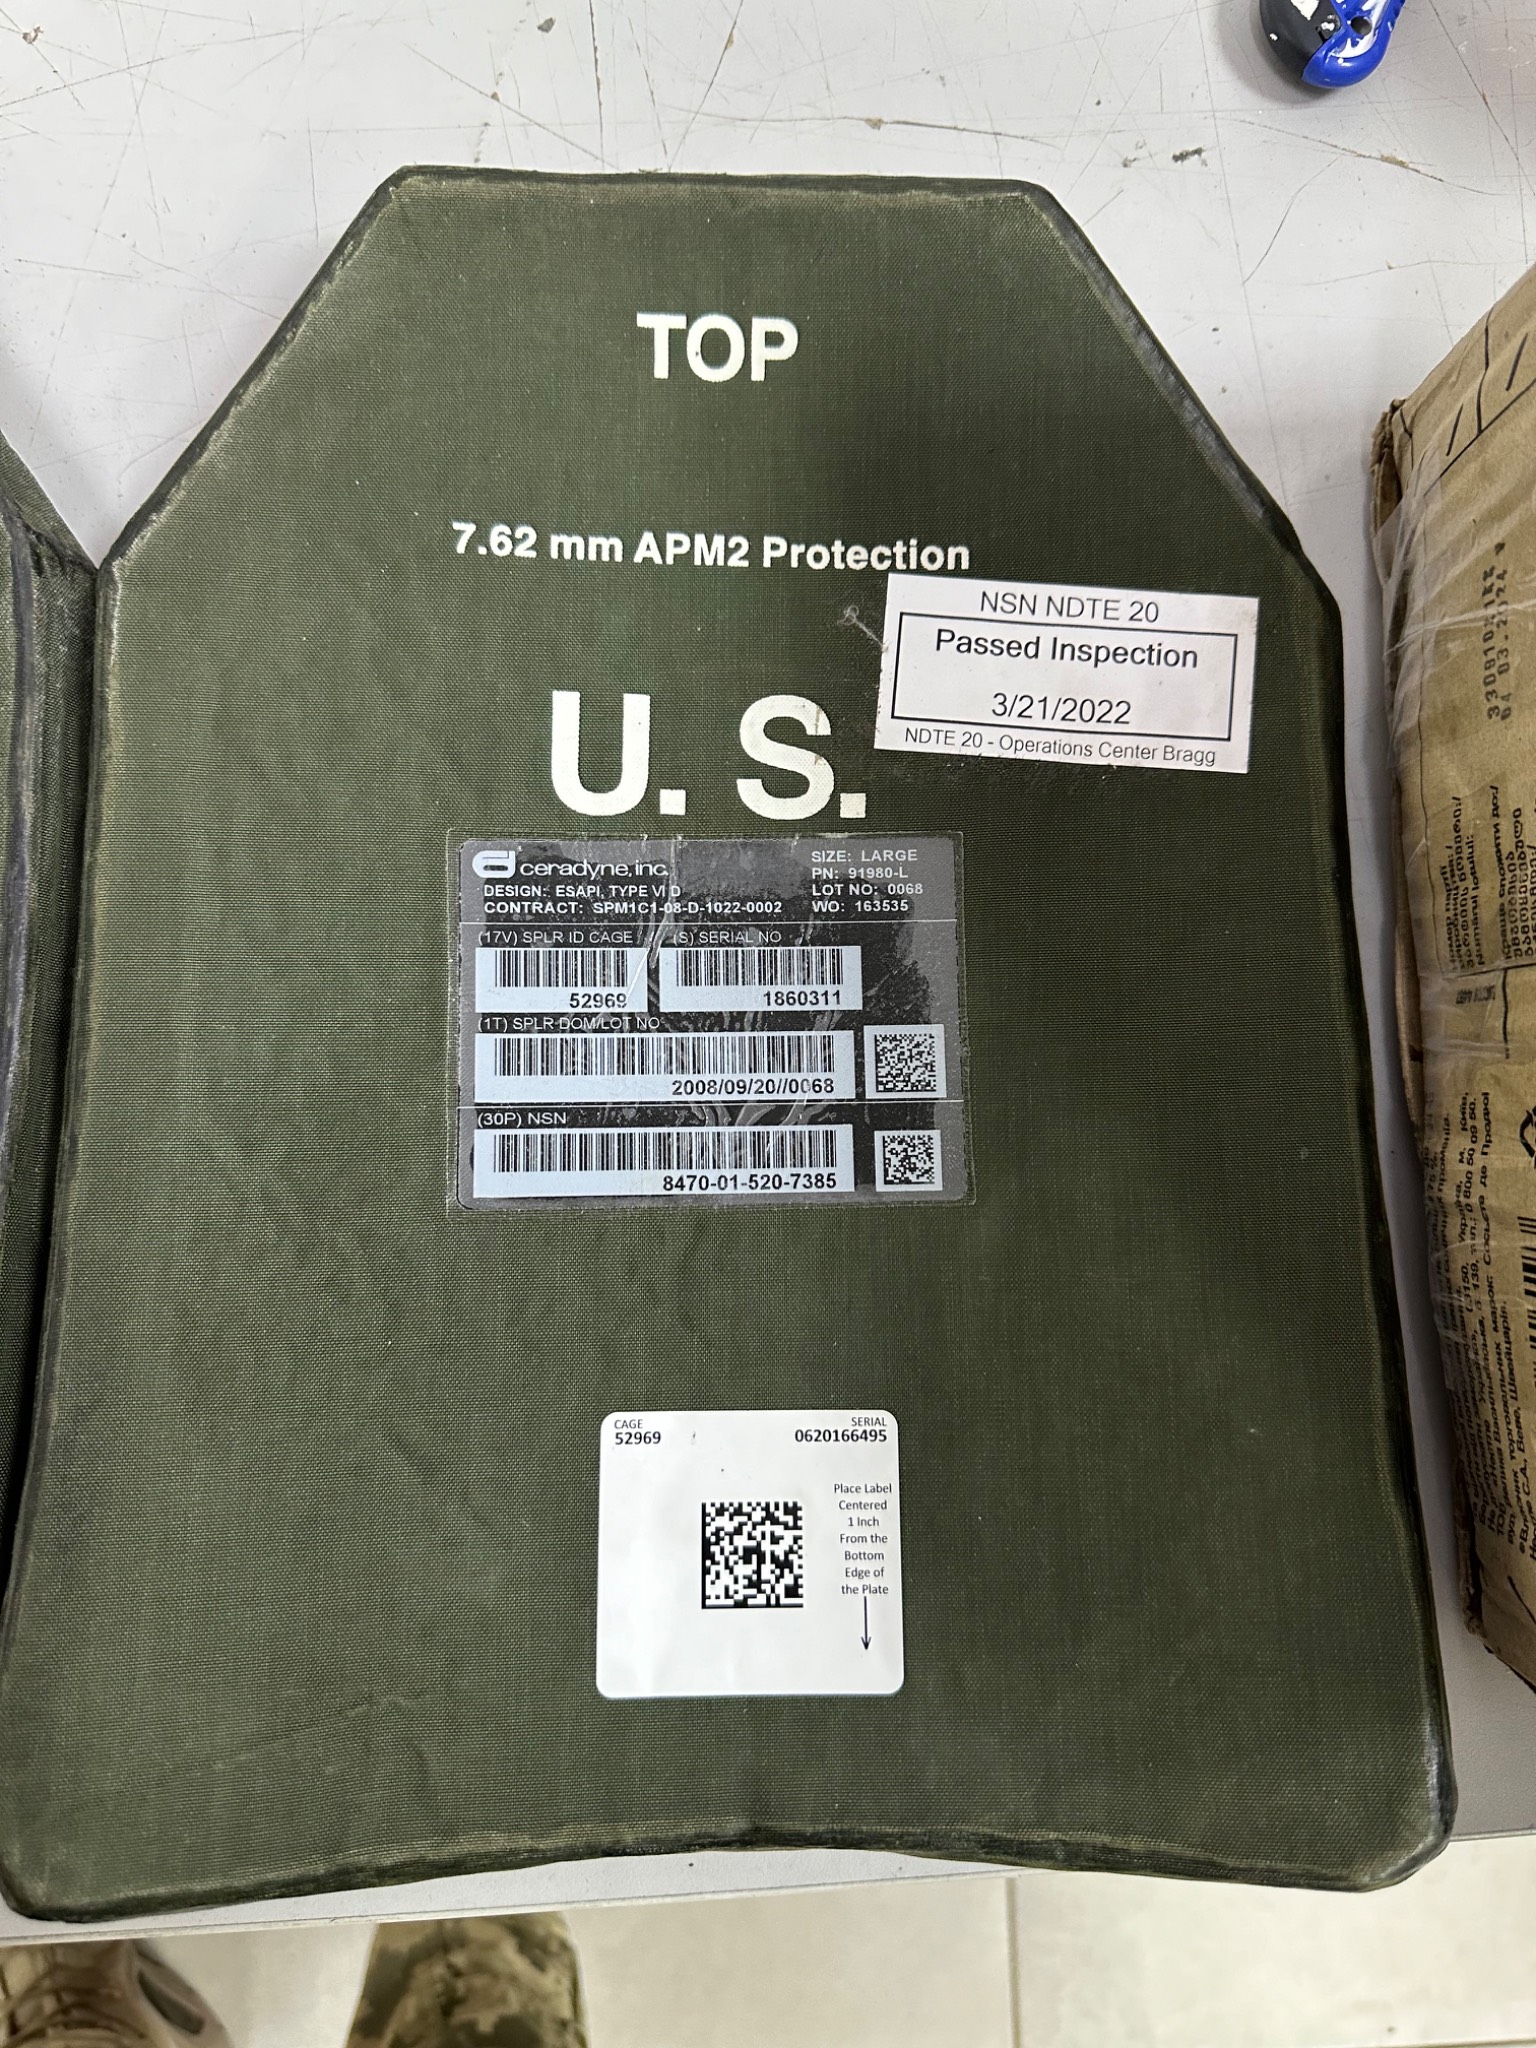 TOP
7.62 mm APM2 Protection
NSN NDTE 20
Passed Inspection
3/21/2022
NDTE 20 - Operations Center Bragg
U. S.
ceradyne, inc.
DESIGN: ESAPI, TYPE VI D
CONTRACT: SPM1C1-08-D-1022-0002
SIZE: LARGE
PN: 91980-L
LOT NO: 0068
WO: 163535
(17V) SPLR ID CAGE
52969
(S) SERIAL NO
1860311
(1T) SPLR DOM/LOT NO
2008/09/20//0068
(30P) NSN
8470-01-520-7385
CAGE
52969
SERIAL
0620166495
Place Label
Centered
1 Inch
From the
Bottom
Edge of
the Plate
Numărul lotului: